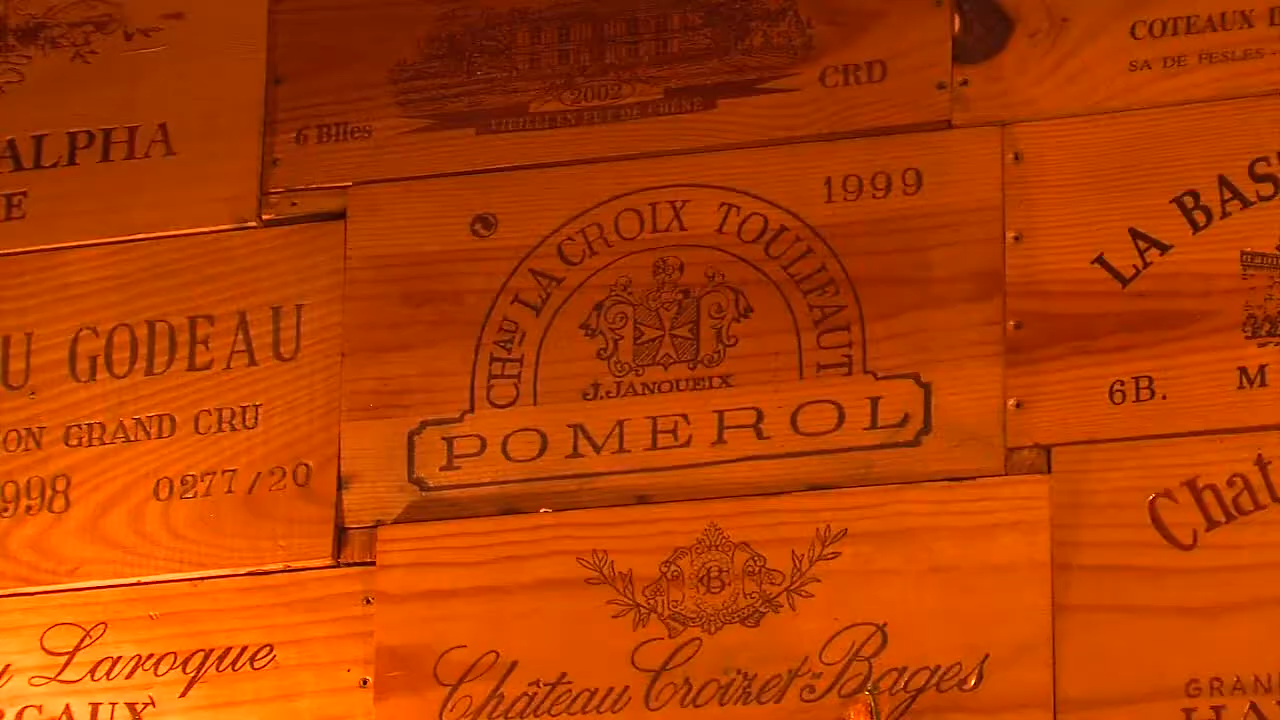 ALPHA
E
2002
VIEILLI EN FUT DE CHÊNE
6 Blles
CRD
COTEAUX
SA DE FESLES
U GODEAU
ON GRAND CRU
998
0277/20
1999
CHAU LA CROIX TOULIFAUT
J. JANOUEIX
POMEROL
LA BAS
6B. M
Laroque
Château Croizet-Bages
Chat
GRAN